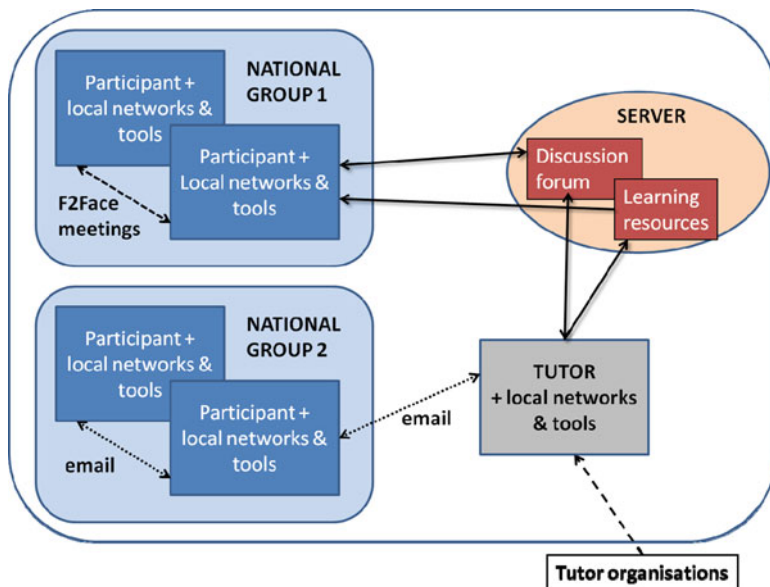 Participant +
local networks &
tools
NATIONAL
GROUP 1
Participant +
Local networks &
tools
F2Face
meetings
SERVER
Discussion
forum
Learning
resources
Participant +
local networks &
tools
NATIONAL
GROUP 2
Participant +
local networks &
tools
email
email
TUTOR
+ local networks
& tools
Tutor organisations